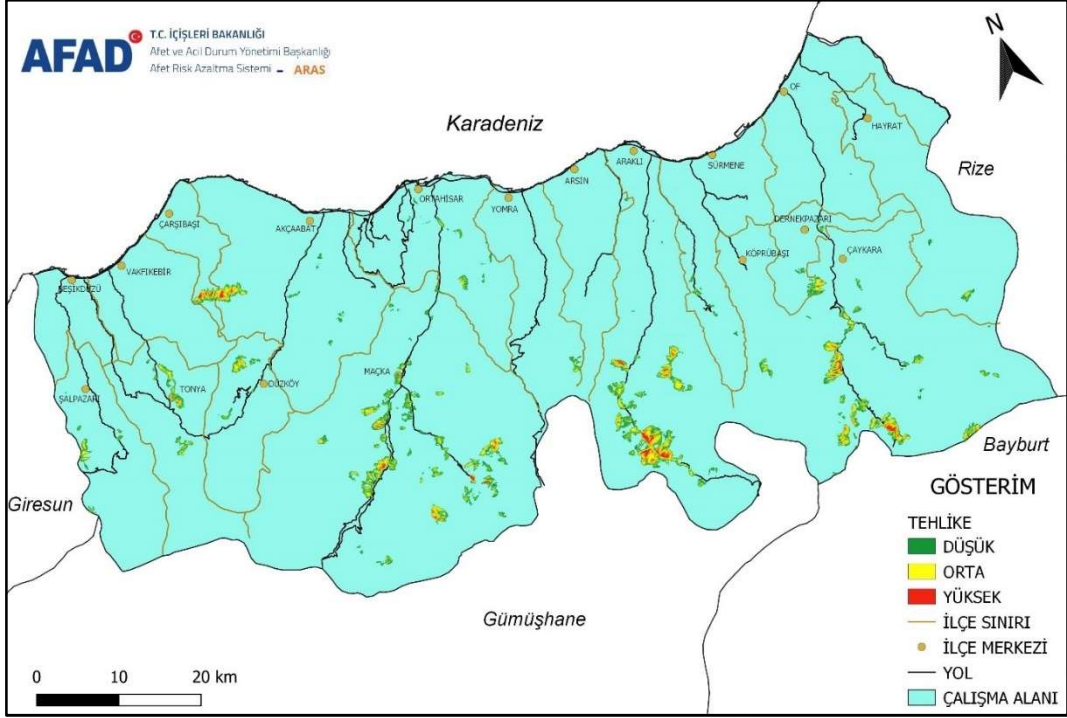 AFAD
T.C. İÇİŞLERİ BAKANLIĞI
Afet ve Acil Durum Yönetimi Başkanlığı
Afet Risk Azaltma Sistemi - ARAS
N
Karadeniz
OF
HAYRAT
Rize
ARAKLI
SÜRMENE
ARSİN
ORTAHİSAR
YOMRA
ÇARŞIBAŞI
AKÇAABAT
DERNEKPAZARI
KÖPRÜBAŞI
ÇAYKARA
VAKFIKEBİR
BEŞİKDÜZÜ
MAÇKA
TONYA
DÜZKÖY
ŞALPAZARI
Bayburt
Giresun
Gümüşhane
GÖSTERİM
TEHLİKE
DÜŞÜK
ORTA
YÜKSEK
İLÇE SINIRI
İLÇE MERKEZİ
YOL
ÇALIŞMA ALANI
0 10 20 km